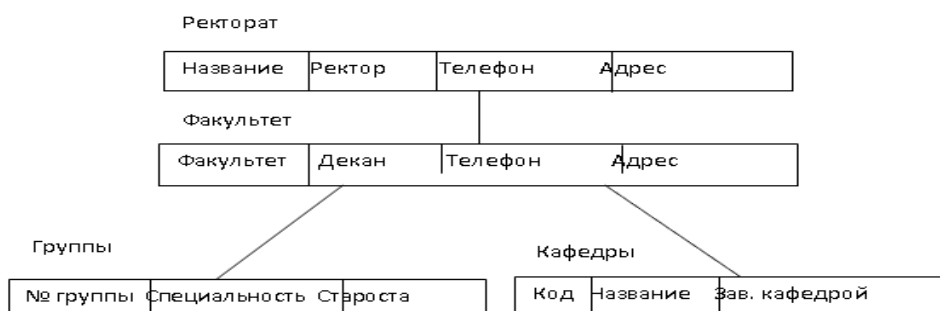 Ректорат
Название Ректор Телефон Адрес
Факультет
Факультет Декан Телефон Адрес
Группы
Кафедры
№ группы Специальность Староста
Код Название Зав. кафедрой